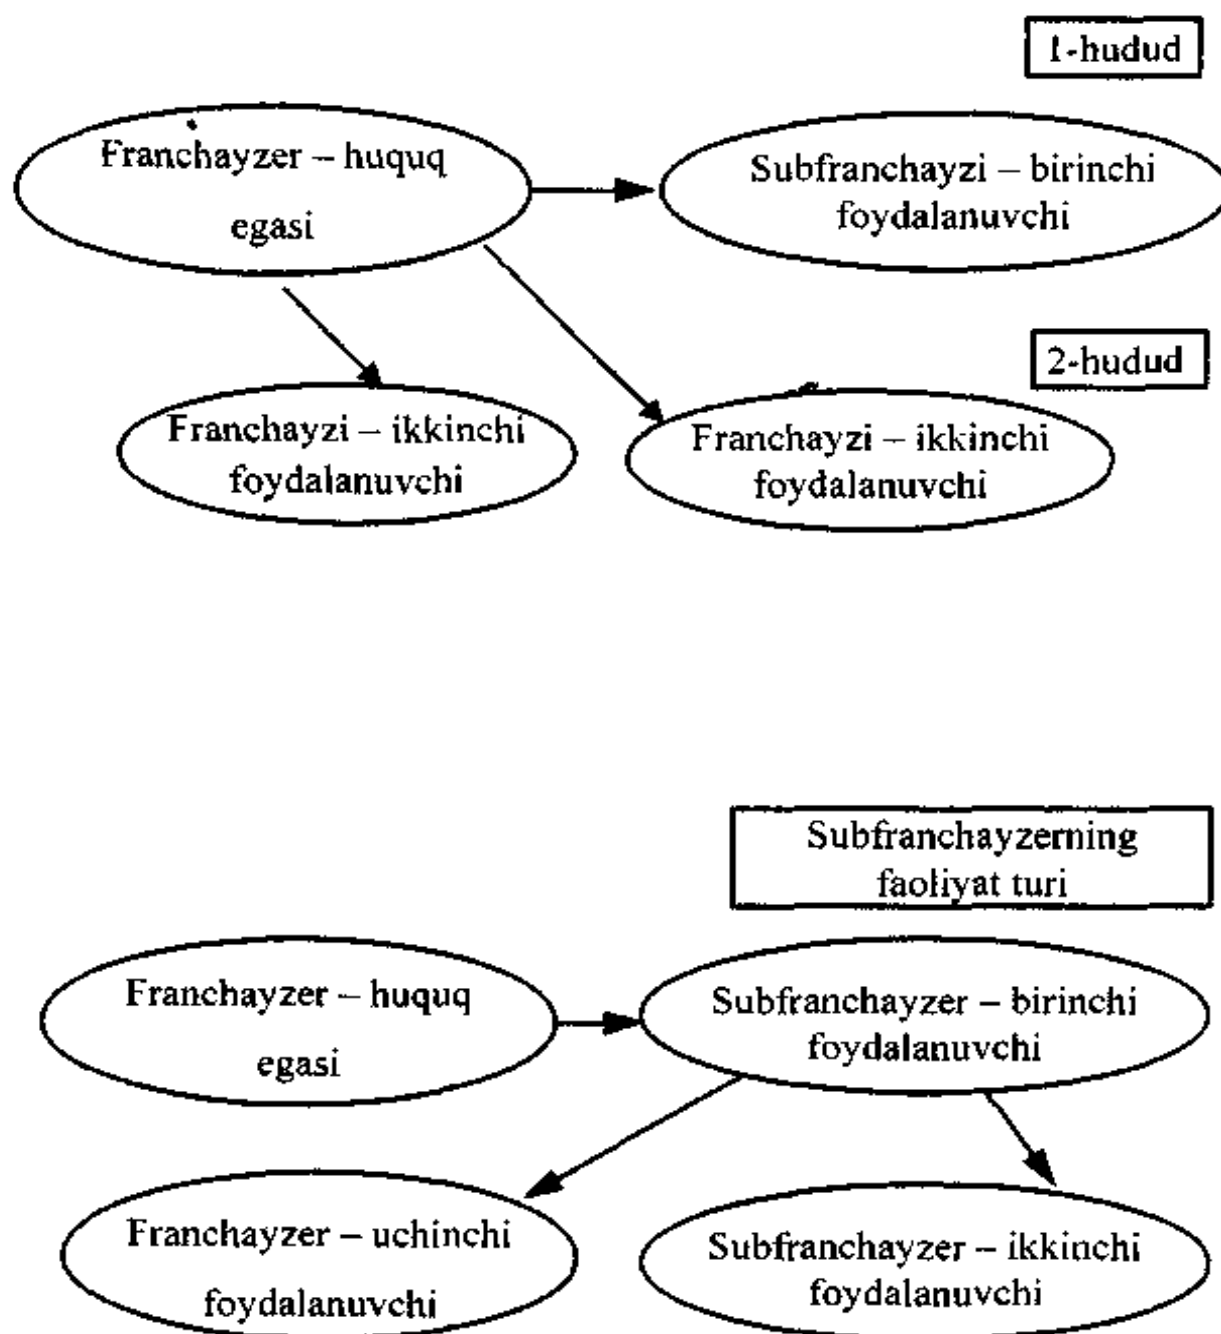 1-hudud
Franchayzer – huquq
egasi
Subfranchayzi – birinchi
foydalanuvchi
2-hudud
Franchayzi – ikkinchi
foydalanuvchi
Franchayzi – ikkinchi
foydalanuvchi
Subfranchayzerning
faoliyat turi
Franchayzer – huquq
egasi
Subfranchayzer – birinchi
foydalanuvchi
Franchayzer – uchinchi
foydalanuvchi
Subfranchayzer – ikkinchi
foydalanuvchi